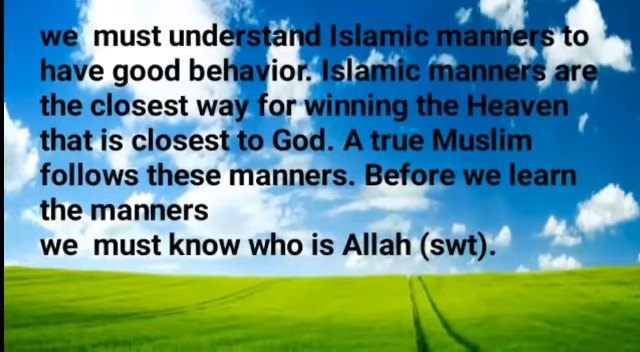 we must understand Islamic manners to
have good behavior. Islamic manners are
the closest way for winning the Heaven
that is closest to God. A true Muslim
follows these manners. Before we learn
the manners
we must know who is Allah (swt).